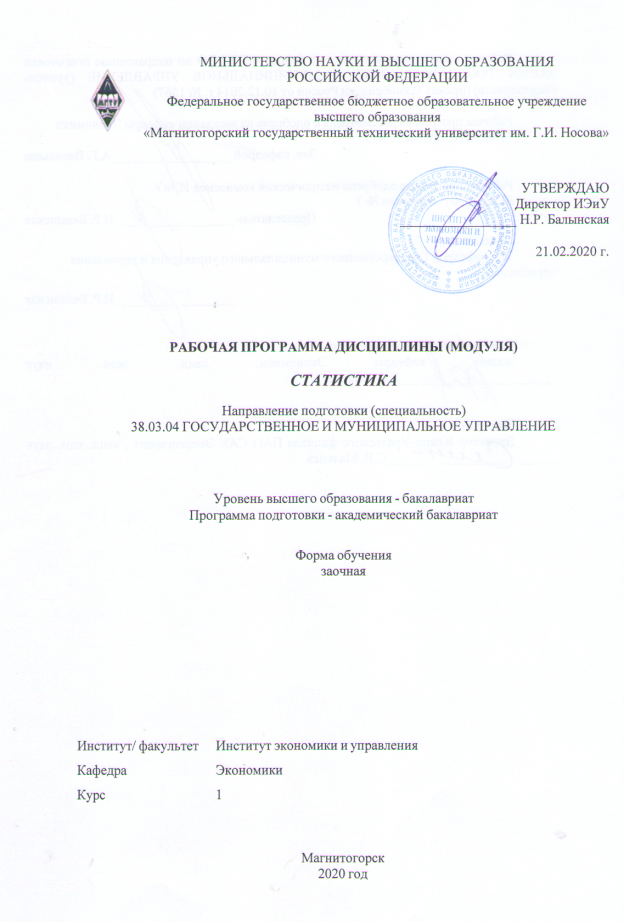 МИНИСТЕРСТВО НАУКИ И ВЫСШЕГО ОБРАЗОВАНИЯ
РОССИЙСКОЙ ФЕДЕРАЦИИ
Федеральное государственное бюджетное образовательное учреждение
высшего образования
«Магнитогорский государственный технический университет им. Г.И. Носова»
УТВЕРЖДАЮ
Директор ИЭиУ
Н.Р. Балынская
ИНСТИТУТ
ЭКОНОМИКИ И
УПРАВЛЕНИЯ
21.02.2020 г.
РАБОЧАЯ ПРОГРАММА ДИСЦИПЛИНЫ (МОДУЛЯ)
СТАТИСТИКА
Направление подготовки (специальность)
38.03.04 ГОСУДАРСТВЕННОЕ И МУНИЦИПАЛЬНОЕ УПРАВЛЕНИЕ
Уровень высшего образования - бакалавриат
Программа подготовки - академический бакалавриат
Форма обучения
заочная
Институт/ факультет Институт экономики и управления
Кафедра Экономики
Курс 1
Магнитогорск
2020 год